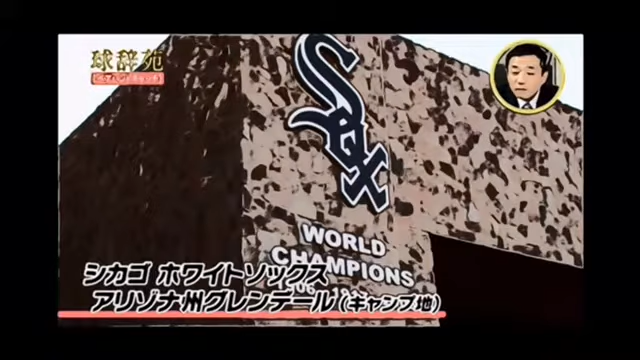 球辞苑
SOX
WORLD
CHAMPIONS
シカゴ ホワイトソックス
アリゾナ州グレンデール(キャンプ地)